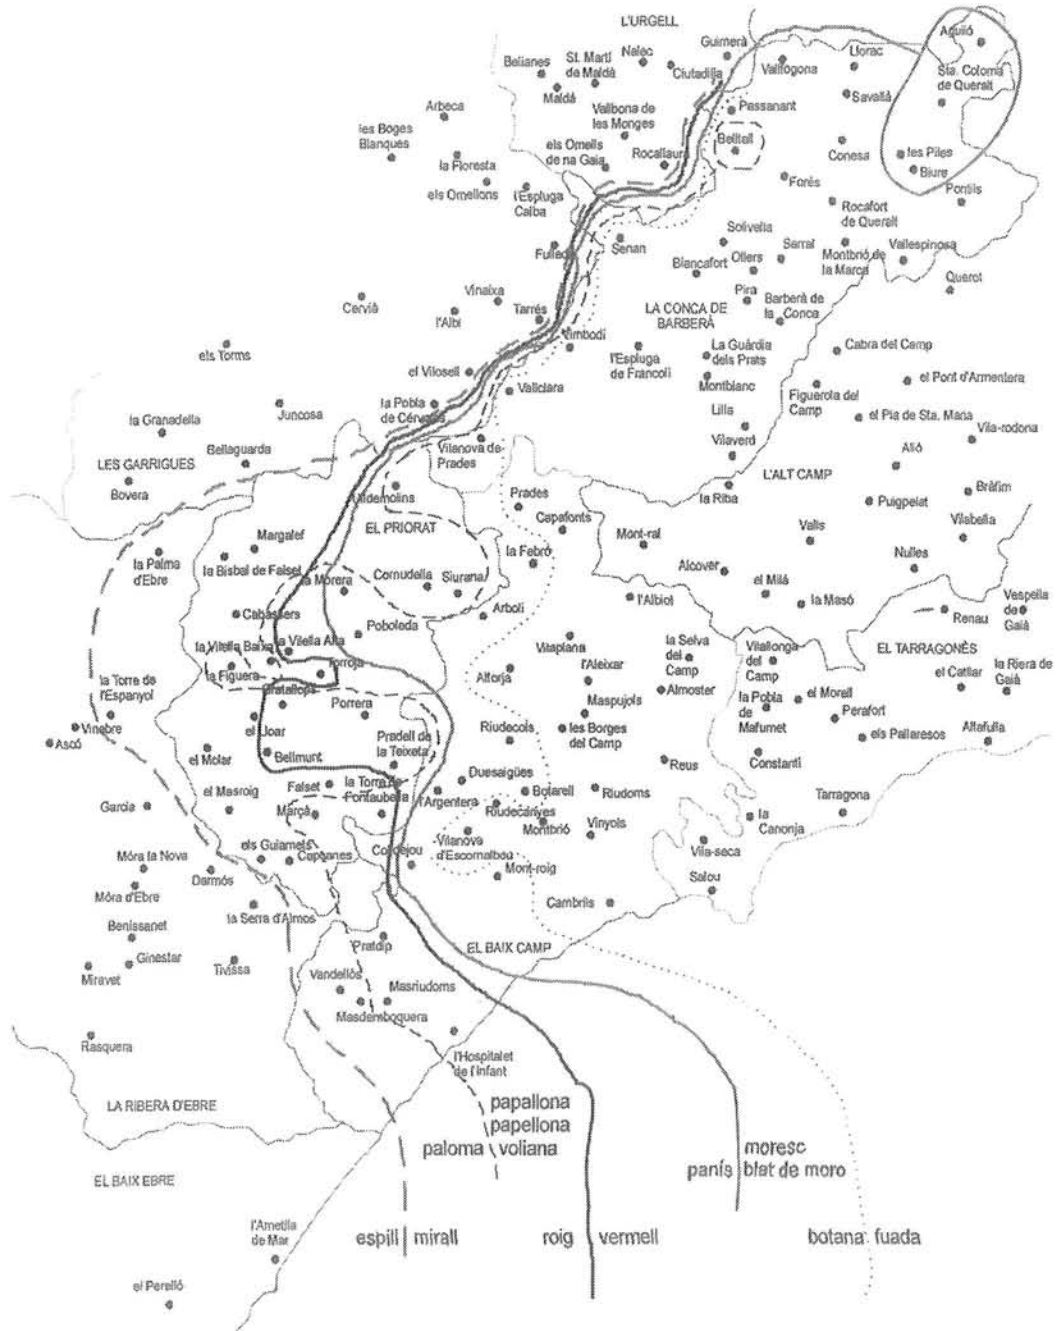 L'URGELL
Aguiló
Guimerà
Nalec
St. Martí
de Maldà
Belianes
Llorac
Ciutadilla
Vallfogona
Sta. Coloma
de Queralt
Maldà
Savallà
Arbeca
Vallbona de
les Monges
Passanant
les Boges
Blanques
Belltall
els Omells
de na Gaia
Rocallaura
Conesa
les Piles
la Floresta
Biure
els Omellons
l'Espluga
Calba
Forés
Pontils
Rocafort
de Queralt
Solivella
Senan
Sarral
Montbrió de
la Marca
Vallespinosa
Blancafort
Ollers
Querol
Pira
Vinaixa
Cervià
l'Albi
Tarrés
LA CONCA DE
BARBERÀ
Barberà de
la Conca
Vimbodí
els Torms
l'Espluga
de Francolí
La Guàrdia
dels Prats
Cabra del Camp
el Vilosell
Montblanc
el Pont d'Armentera
Vallclara
Figuerola del
Camp
Juncosa
la Pobla
de Cérvoles
la Granadella
Lilla
el Pla de Sta. Maria
Vila-rodona
Bellaguarda
Vilanova de
Prades
Vilaverd
Alió
LES GARRIGUES
Bovera
L'ALT CAMP
la Riba
Ulldemolins
Prades
Puigpelat
Bràfim
EL PRIORAT
Capafonts
Vilabella
Margalef
Mont-ral
Valls
la Palma
d'Ebre
la Bisbal de Falset
la Febró
Nulles
la Morera
Cornudella
Siurana
Alcover
el Milà
l'Albiol
la Masó
Cabassers
Arbolí
Renau
Vespella
de
Gaià
Poboleda
la Vilella Alta
la Vilella Baixa
Vilaplana
la Selva
del
Camp
Vilallonga
del
Camp
EL TARRAGONÈS
Torroja
l'Aleixar
la Figuera
Alforja
el Catllar
la Riera de
Gaià
la Torre de
l'Espanyol
Gratallops
Maspujols
Almoster
la Pobla
de
Mafumet
el Morell
Porrera
Perafort
Vinebre
el Lloar
Riudecols
les Borges
del Camp
els Pallaresos
Altafulla
Ascó
Pradell de
la Teixeta
el Molar
Bellmunt
Reus
Constantí
Duesaigües
el Masroig
Falset
la Torre de
Fontaubella
l'Argentera
Botarell
Riudoms
Tarragona
Garcia
Riudecanyes
Marçà
Montbrió
Vinyols
la
Canonja
els Guiamets
Vilanova
d'Escornalbou
Vila-seca
Móra la Nova
Capçanes
Colldejou
Darmós
Mont-roig
Salou
Móra d'Ebre
la Serra d'Almos
Cambrils
Benissanet
EL BAIX CAMP
Pratdip
Ginestar
Tivissa
Miravet
Vandellòs
Masriudoms
Masdemboquera
Rasquera
l'Hospitalet
de l'Infant
LA RIBERA D'EBRE
papallona
papellona
paloma voliana
moresc
panís blat de moro
EL BAIX EBRE
l'Ametlla
de Mar
espill mirall
roig vermell
botana fuada
el Perelló